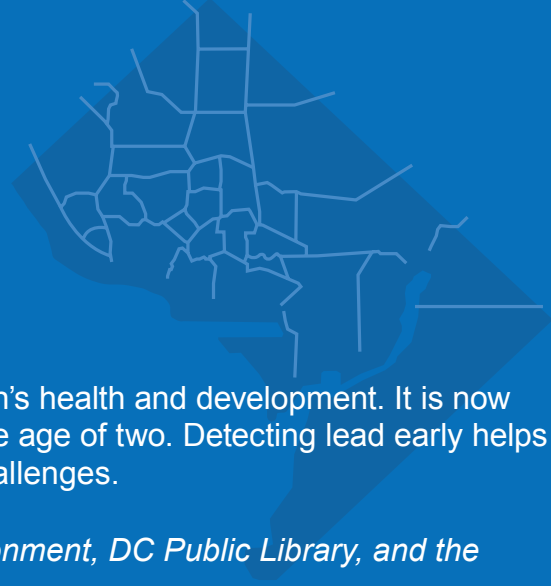 n’s health and development. It is now
e age of two. Detecting lead early helps
allenges.
onment, DC Public Library, and the